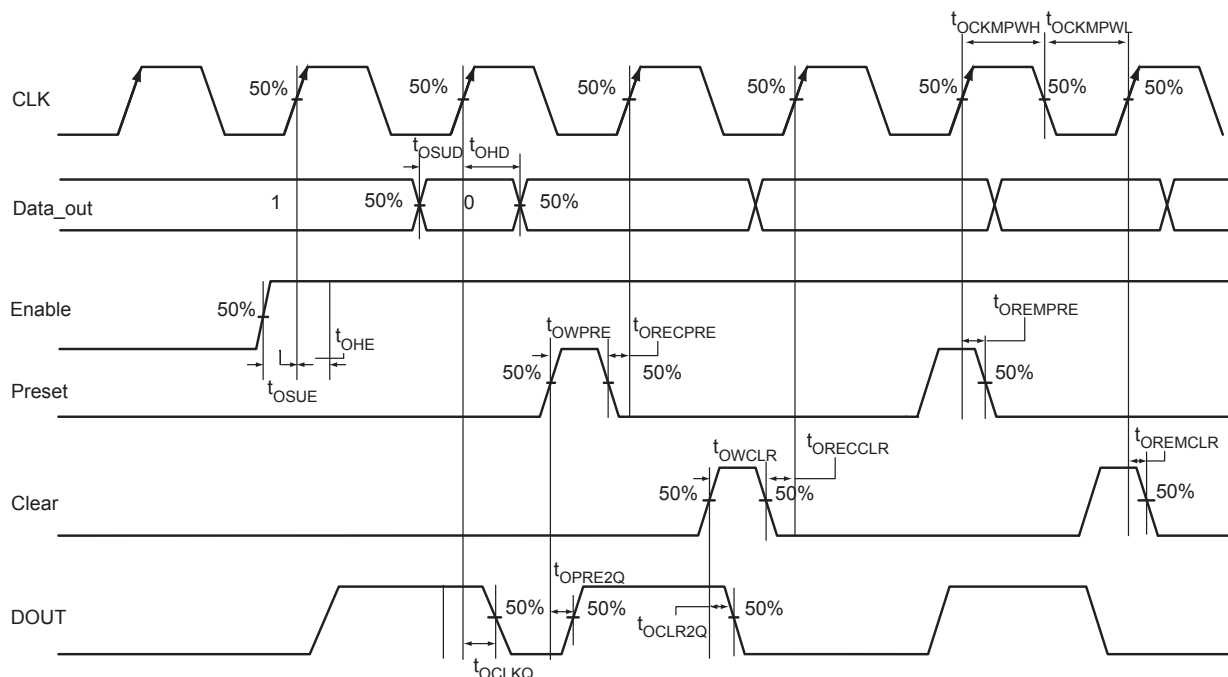 tOCKMPWH tOCKMPWL
CLK 50% 50% 50% 50% 50% 50% 50%
tOSUD tOHD
Data_out 1 50% 0 50%
Enable 50%
tOHE
tOSUE
tOWPRE tORECPRE tOREMPRE
Preset 50% 50% 50%
tOWCLR tORECCLR tOREMCLR
Clear 50% 50% 50%
tOPRE2Q
DOUT 50% 50% 50%
tOCLR2Q
tOCLKQ